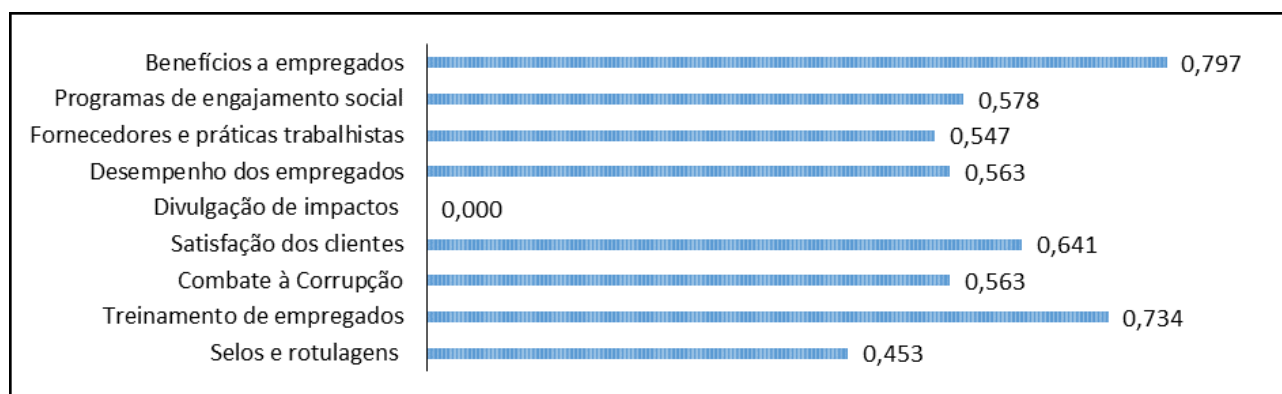 Benefícios a empregados 0,797
Programas de engajamento social 0,578
Fornecedores e práticas trabalhistas 0,547
Desempenho dos empregados 0,563
Divulgação de impactos 0,000
Satisfação dos clientes 0,641
Combate à Corrupção 0,563
Treinamento de empregados 0,734
Selos e rotulagens 0,453